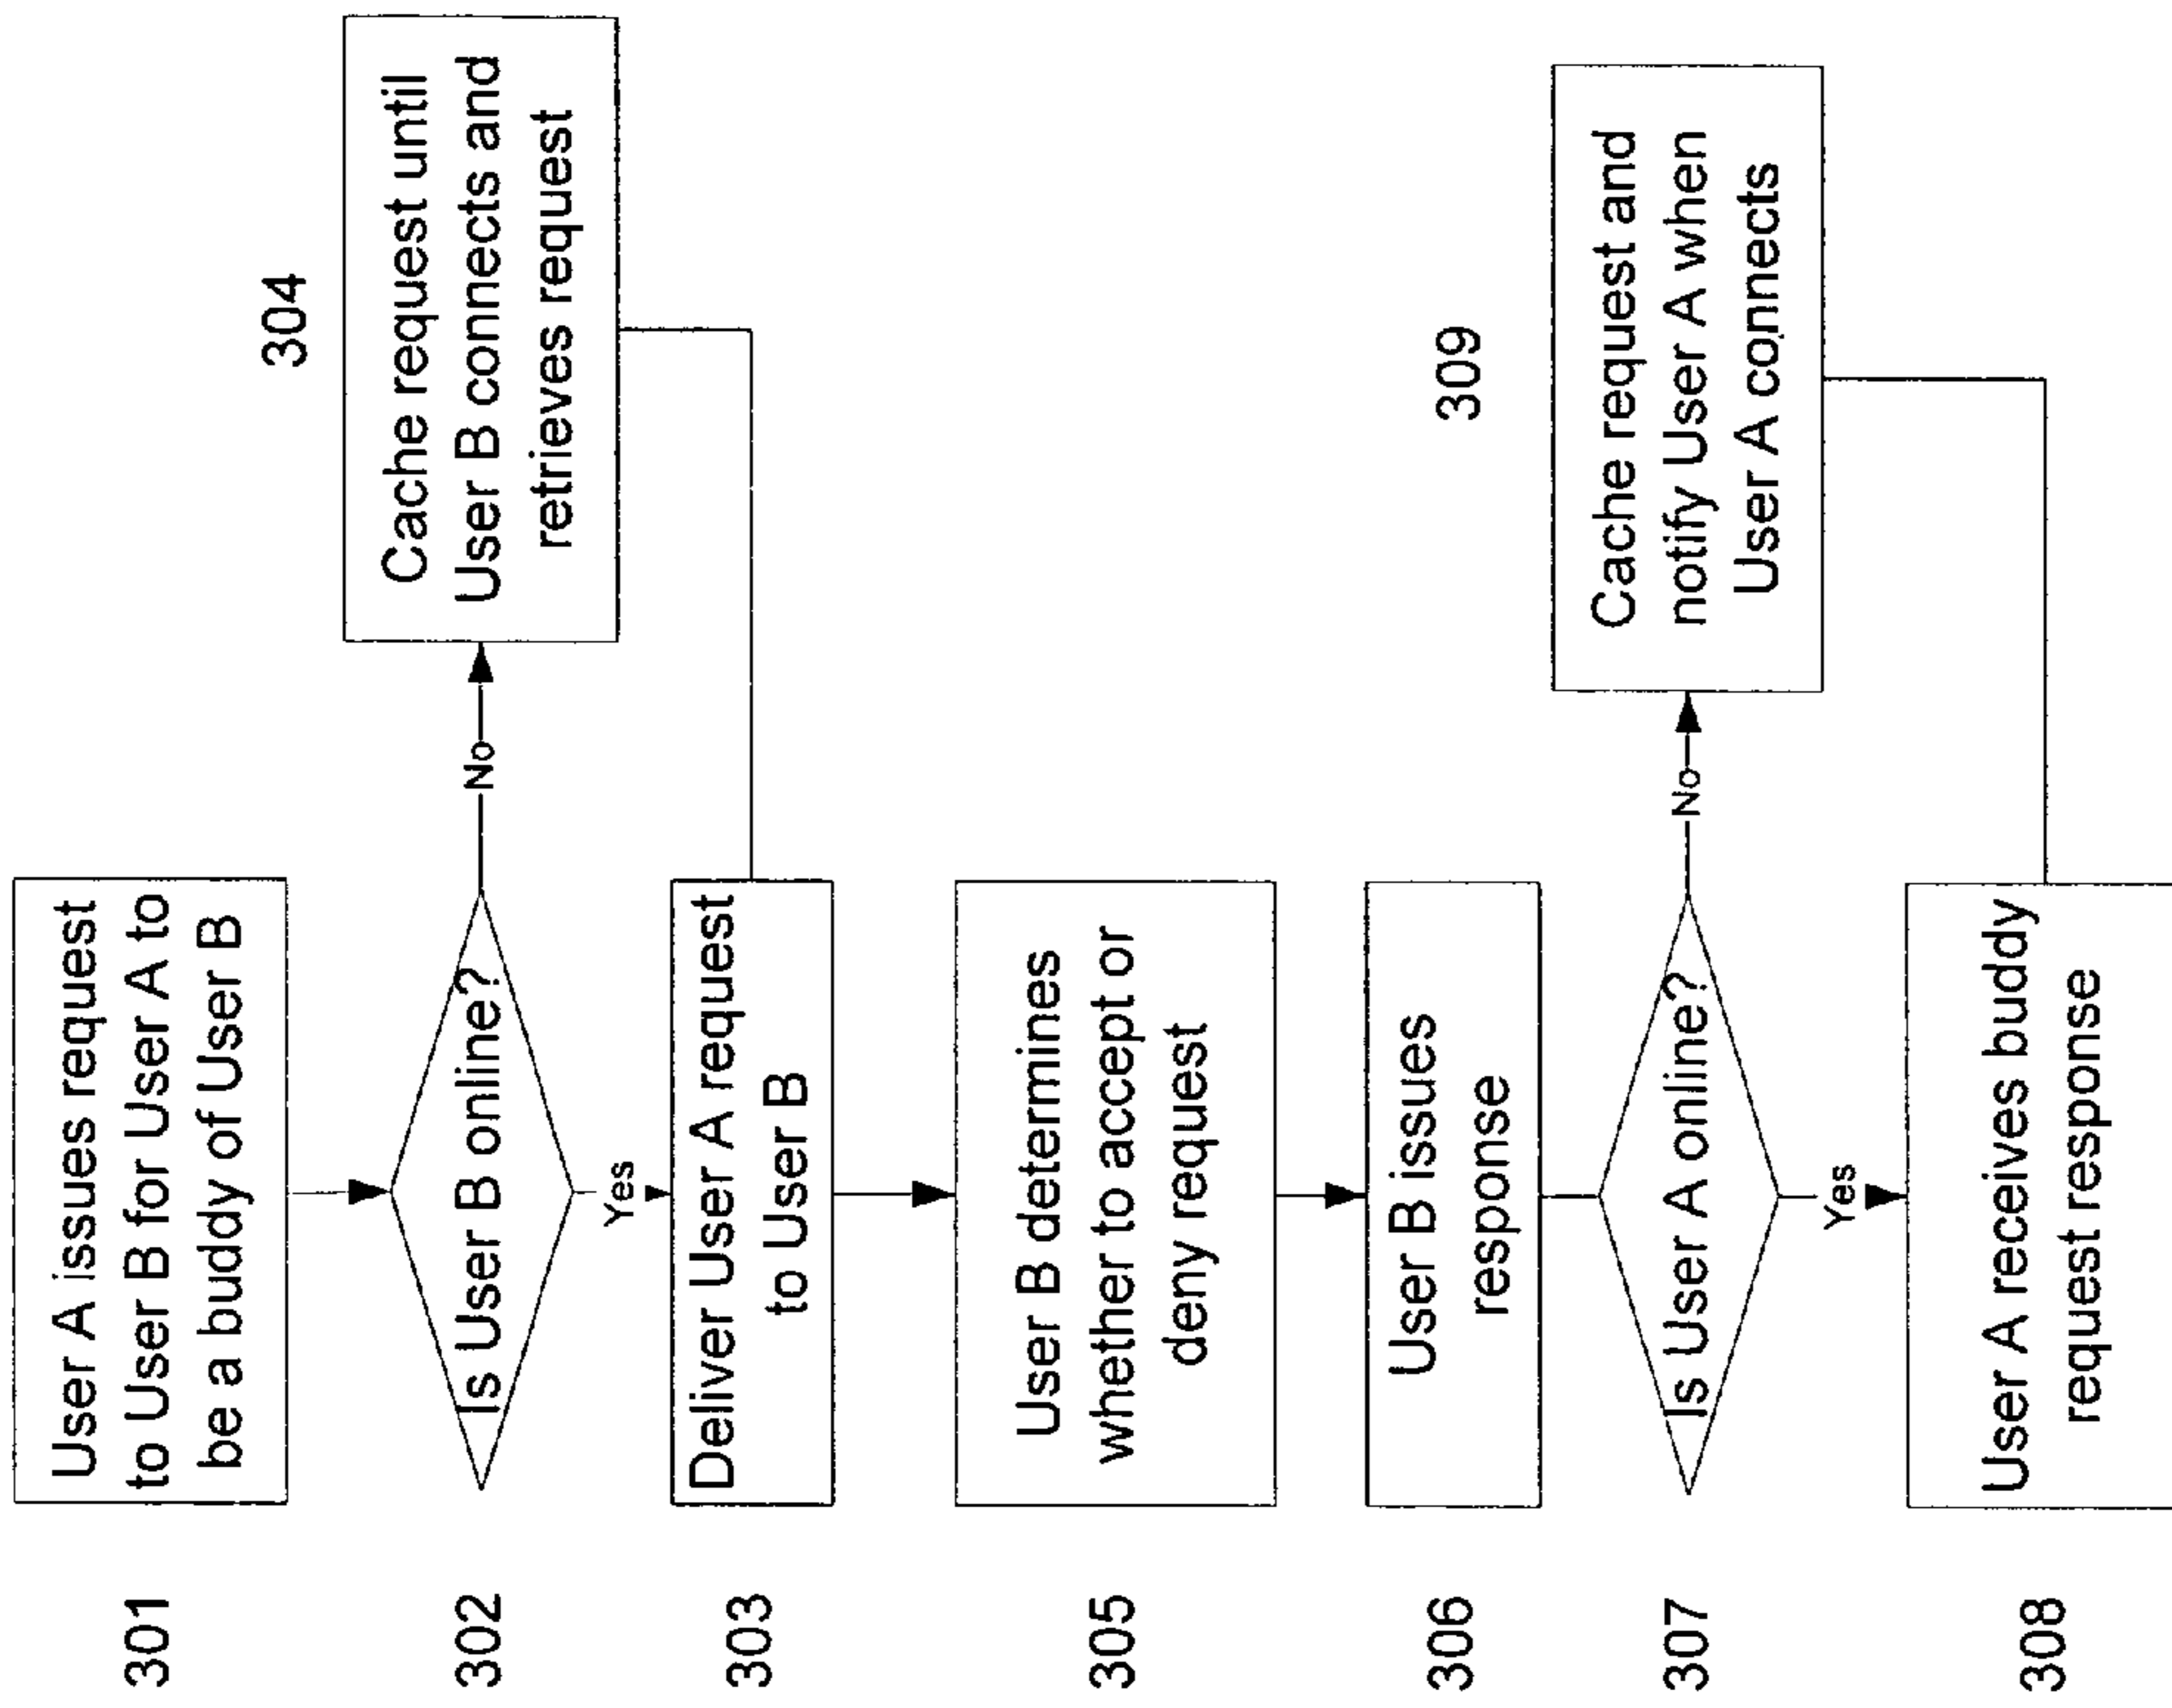 301
User A issues request
to User B for User A to
be a buddy of User B
302
Is User B online?
No
304
Cache request until
User B connects and
retrieves request
Yes
303
Deliver User A request
to User B
305
User B determines
whether to accept or
deny request
306
User B issues
response
307
Is User A online?
No
309
Cache request and
notify User A when
User A connects
Yes
308
User A receives buddy
request response